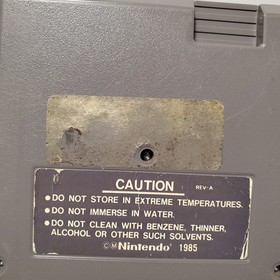 CAUTION REV-A
●DO NOT STORE IN EXTREME TEMPERATURES.
●DO NOT IMMERSE IN WATER.
●DO NOT CLEAN WITH BENZENE, THINNER,
ALCOHOL OR OTHER SUCH SOLVENTS.
©Ⓜ Nintendo® 1985